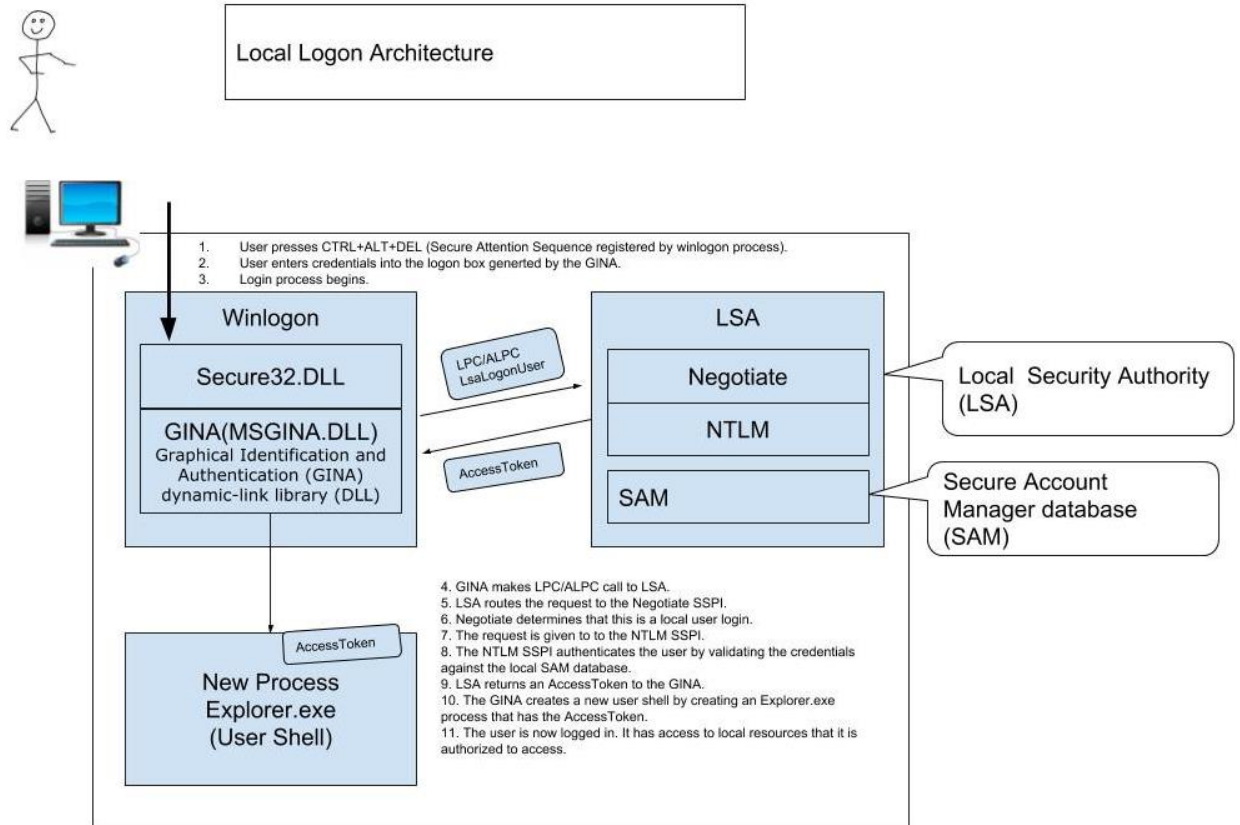 Local Logon Architecture
1. User presses CTRL+ALT+DEL (Secure Attention Sequence registered by winlogon process).
2. User enters credentials into the logon box generted by the GINA.
3. Login process begins.
Winlogon
Secure32.DLL
GINA(MSGINA.DLL)
Graphical Identification and
Authentication (GINA)
dynamic-link library (DLL)
LPC/ALPC
LsaLogonUser
AccessToken
LSA
Negotiate
NTLM
SAM
Local  Security Authority
(LSA)
Secure Account
Manager database
(SAM)
4. GINA makes LPC/ALPC call to LSA.
5. LSA routes the request to the Negotiate SSPI.
6. Negotiate determines that this is a local user login.
7. The request is given to to the NTLM SSPI.
8. The NTLM SSPI authenticates the user by validating the credentials
against the local SAM database.
9. LSA returns an AccessToken to the GINA.
10. The GINA creates a new user shell by creating an Explorer.exe
process that has the AccessToken.
11. The user is now logged in. It has access to local resources that it is
authorized to access.
AccessToken
New Process
Explorer.exe
(User Shell)